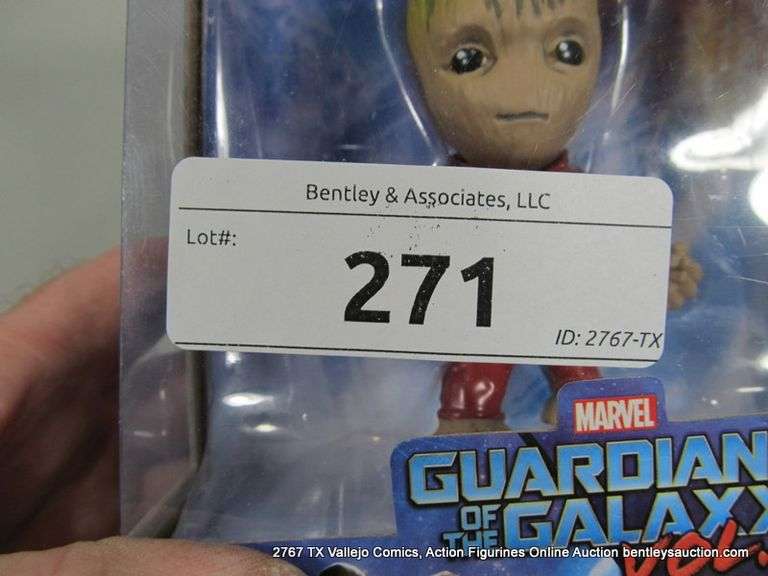 Bentley & Associates, LLC
Lot#:
271
ID: 2767-TX
MARVEL
GUARDIAN
OF THE
GALAXY
VOL.
2767 TX Vallejo Comics, Action Figurines Online Auction bentleysauction.com